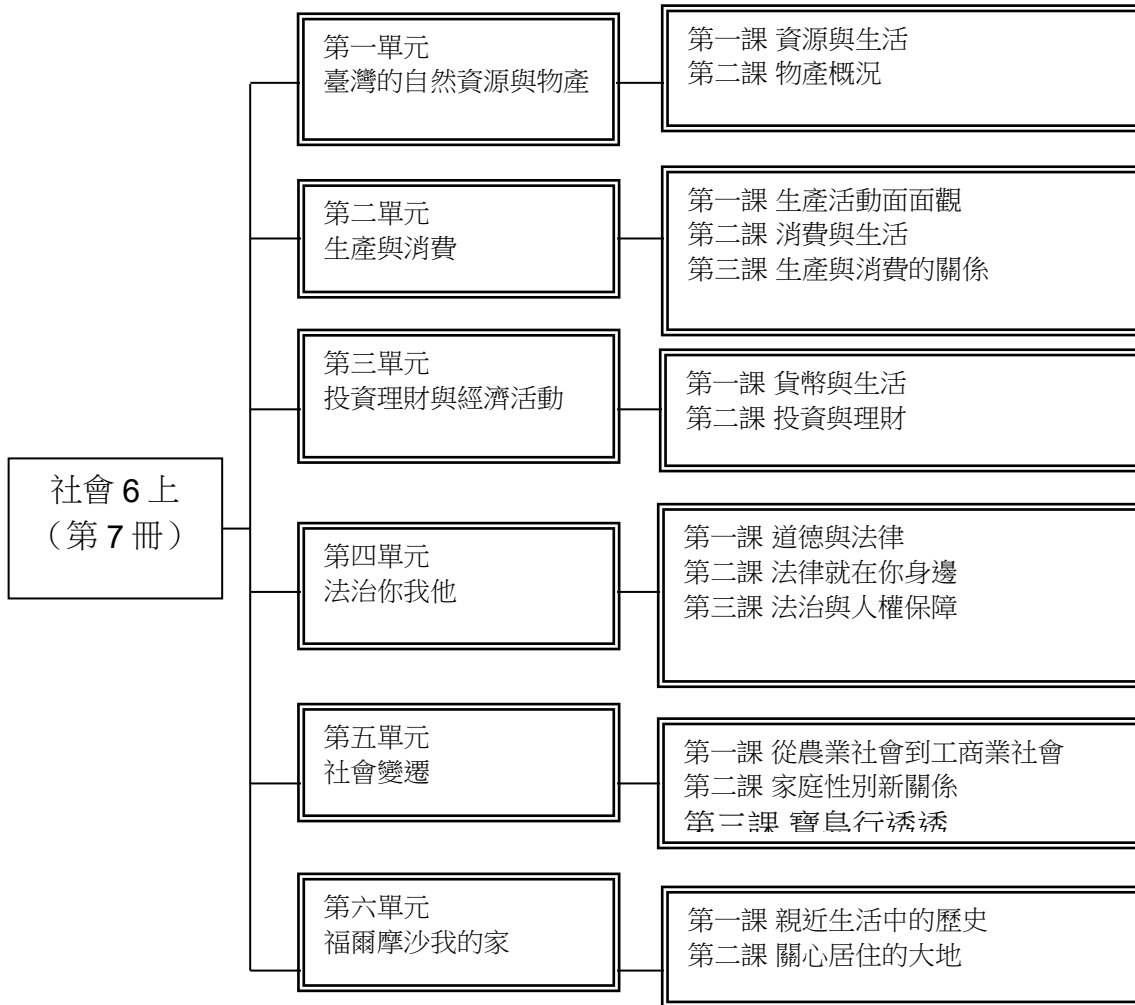 第一單元
臺灣的自然資源與物產
第一課 資源與生活
第二課 物產概況
第二單元
生產與消費
第一課 生產活動面面觀
第二課 消費與生活
第三課 生產與消費的關係
第三單元
投資理財與經濟活動
第一課 貨幣與生活
第二課 投資與理財
社會 6 上
（第 7 冊）
第四單元
法治你我他
第一課 道德與法律
第二課 法律就在你身邊
第三課 法治與人權保障
第五單元
社會變遷
第一課 從農業社會到工商業社會
第二課 家庭性別新關係
第三課 寶島行透透
第六單元
福爾摩沙我的家
第一課 親近生活中的歷史
第二課 關心居住的大地